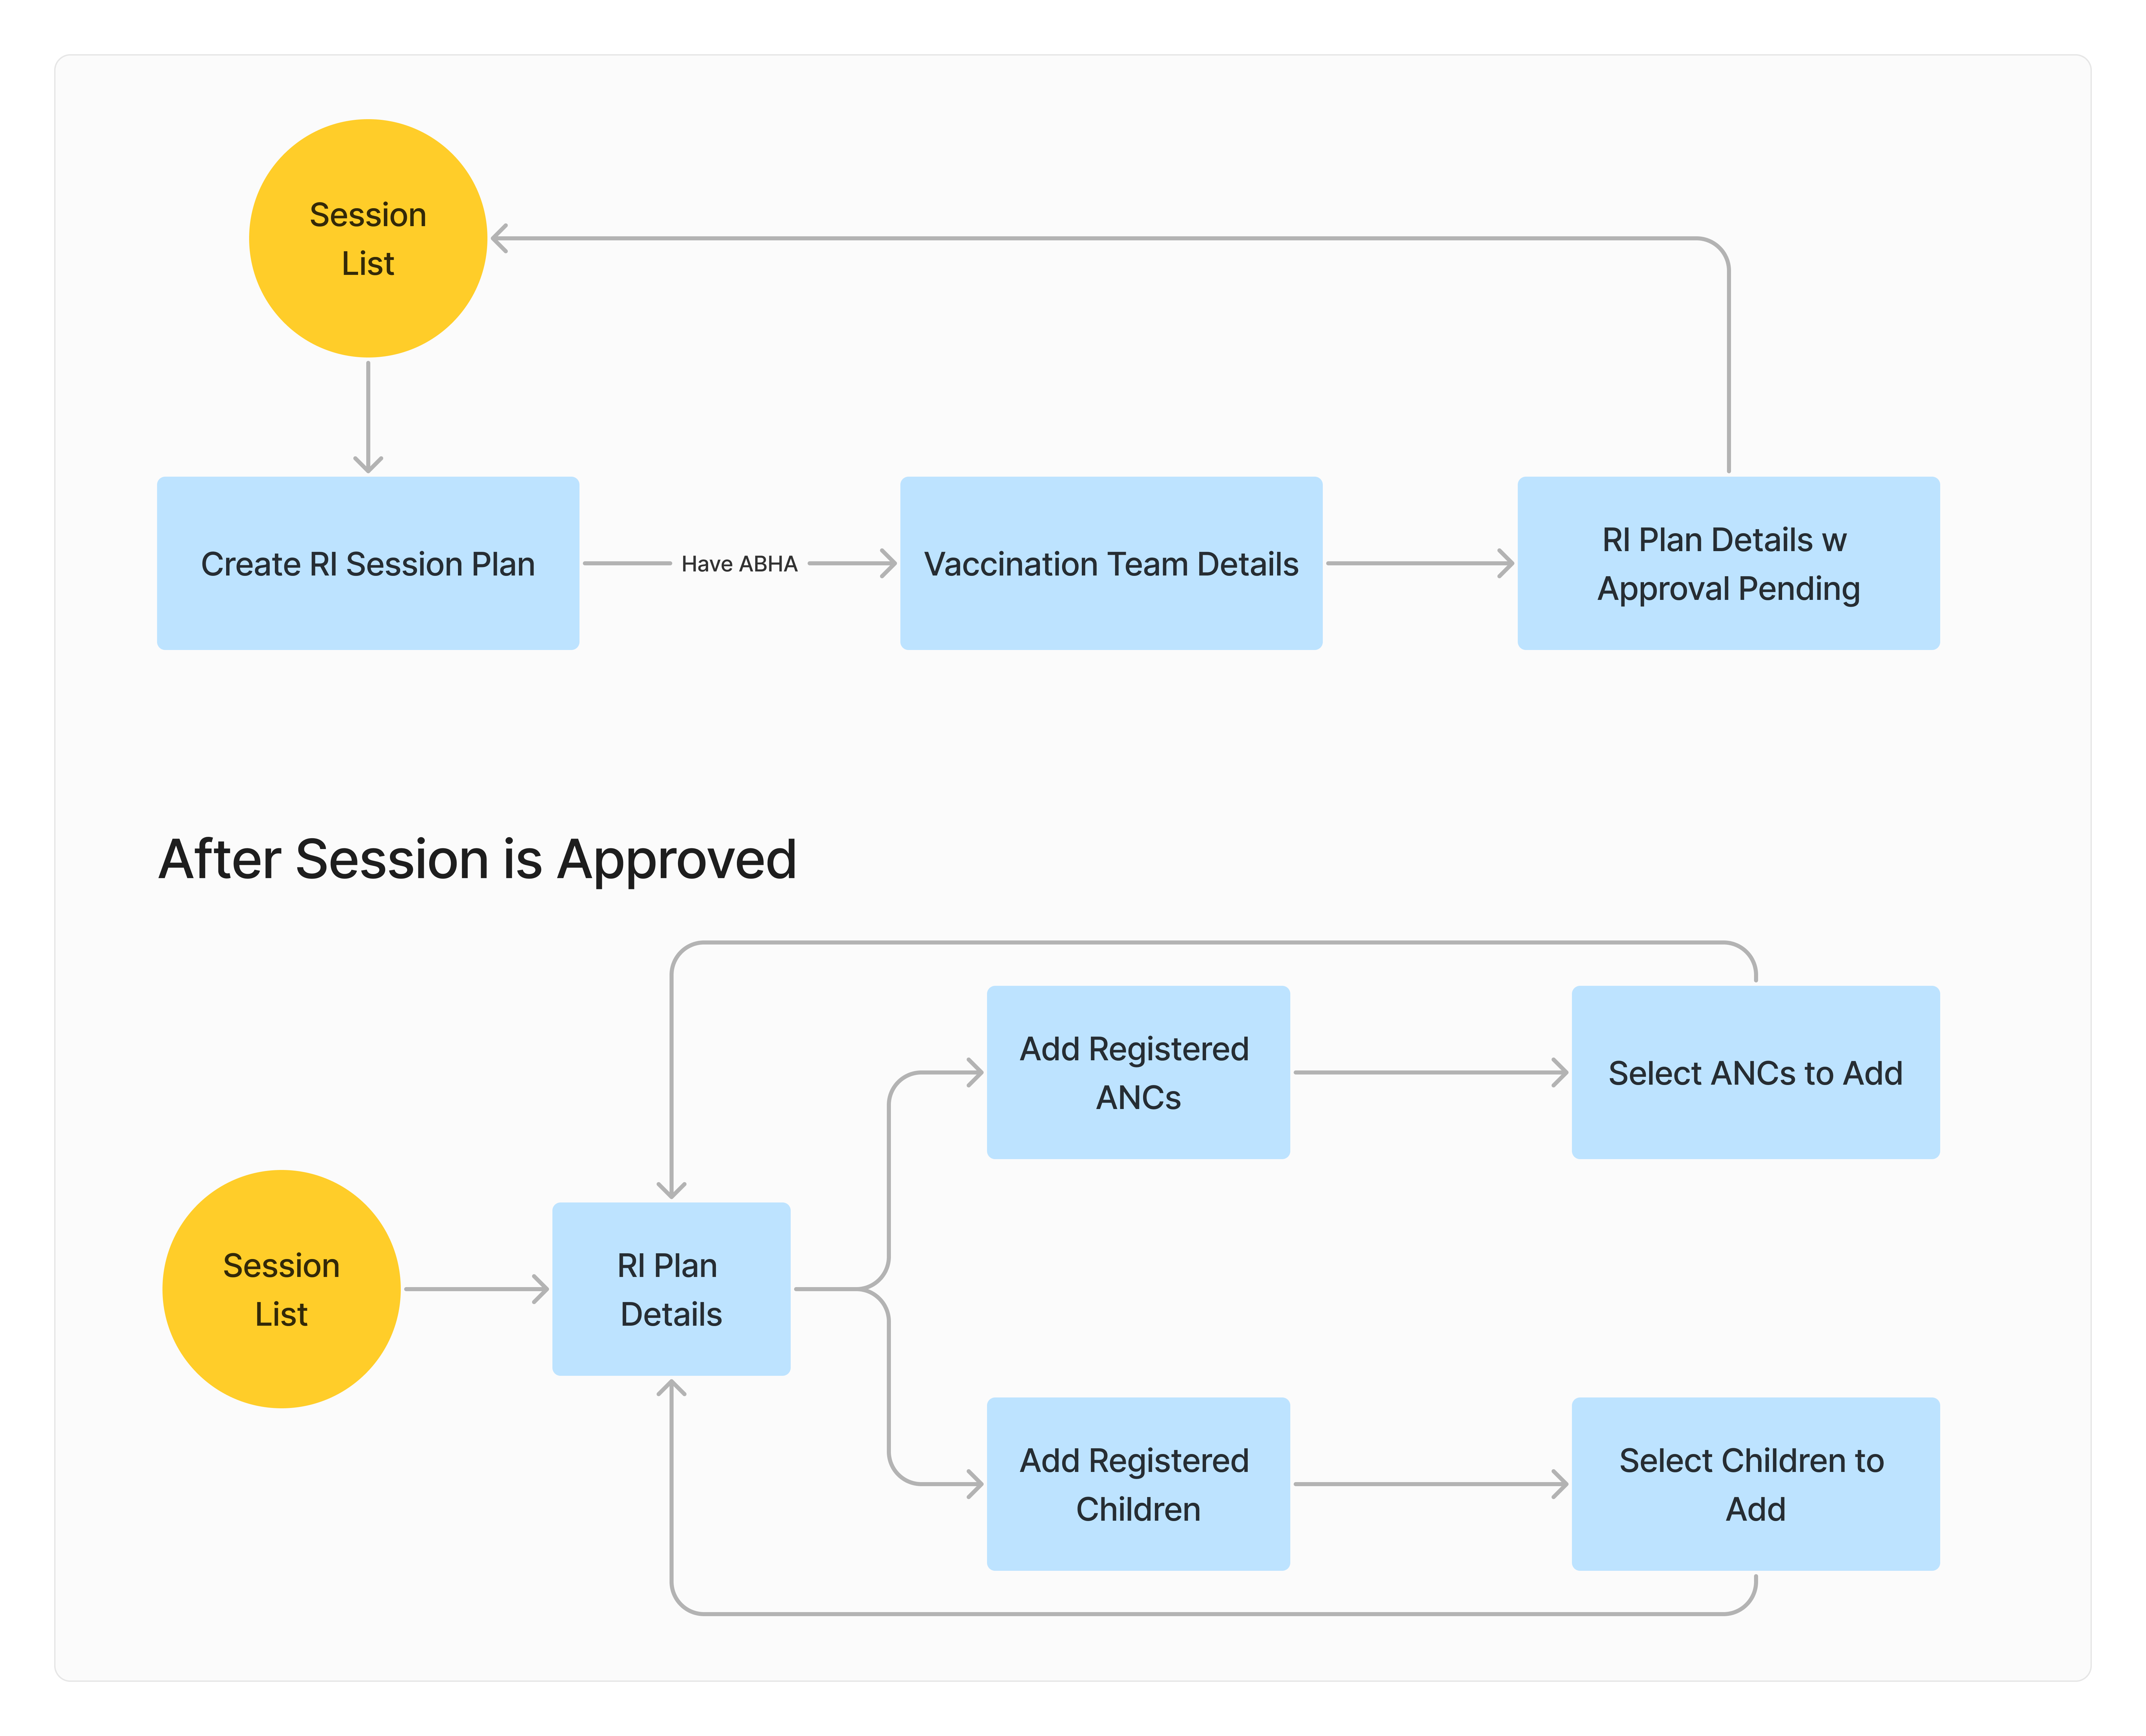 Session
List
Create RI Session Plan
Have ABHA
Vaccination Team Details
RI Plan Details w
Approval Pending
After Session is Approved
Add Registered
ANCs
Select ANCs to Add
Session
List
RI Plan
Details
Add Registered
Children
Select Children to
Add